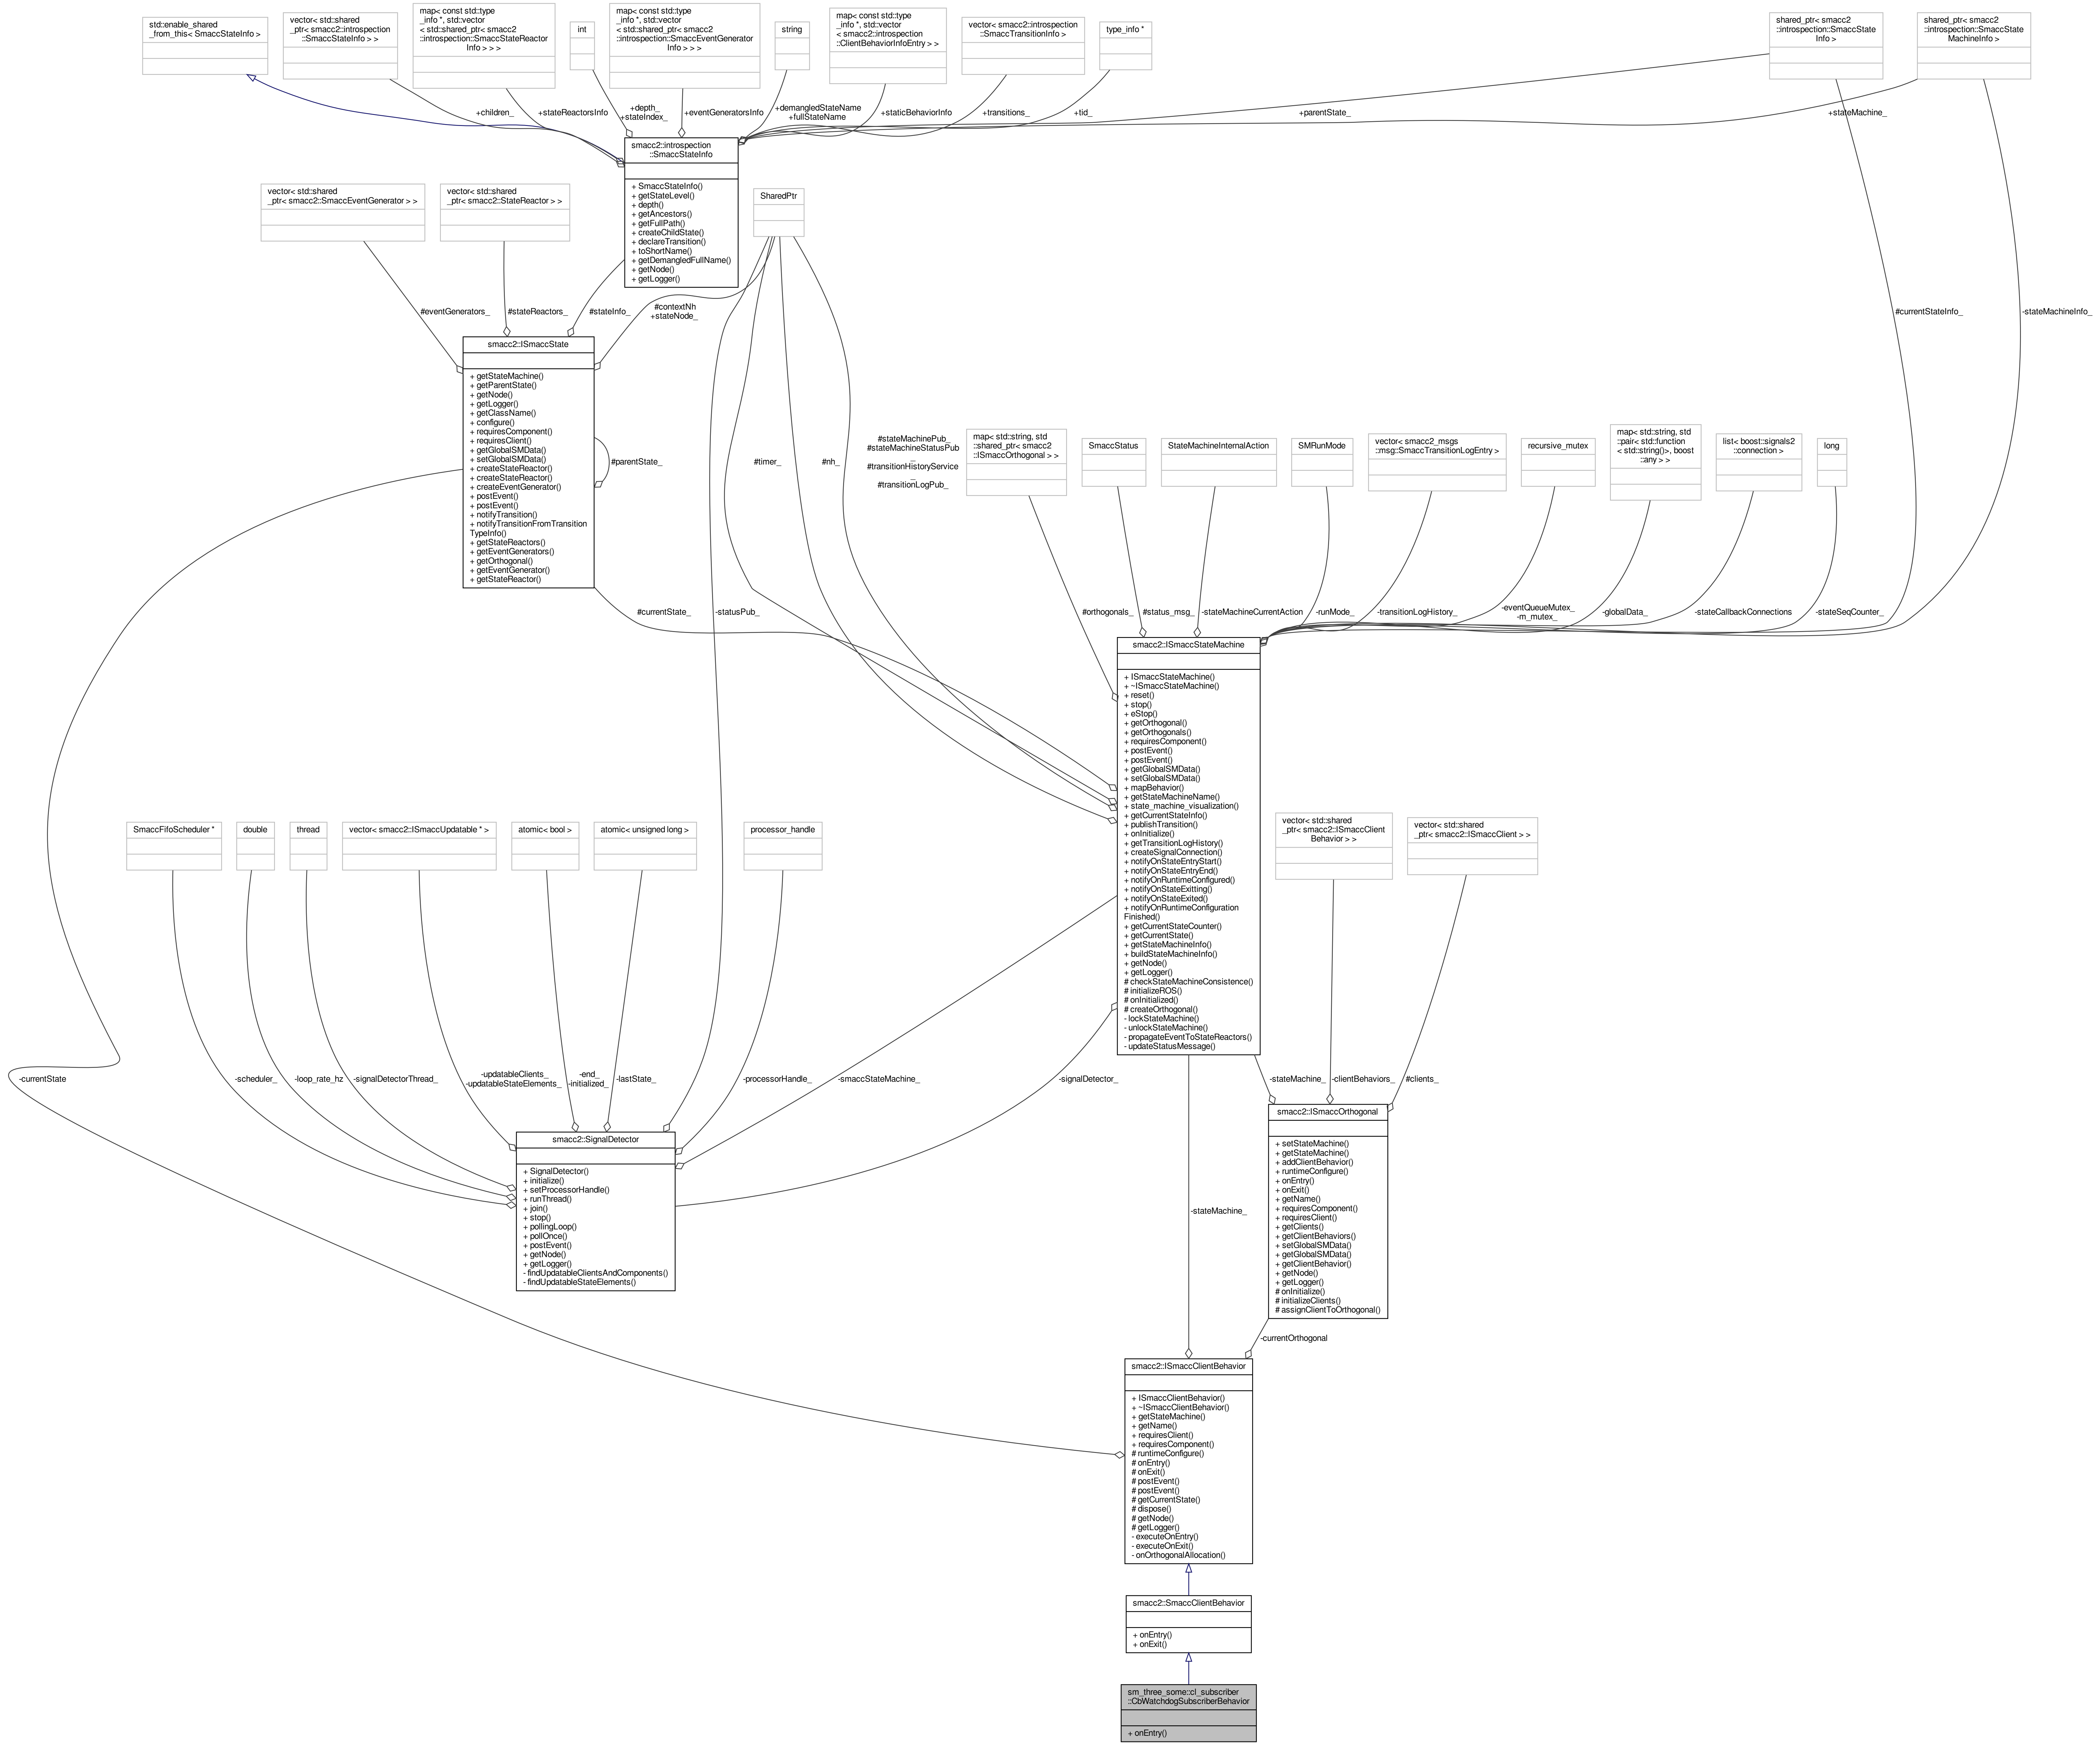 std::enable_shared
_from_this< SmaccStateInfo >
vector< std::shared
_ptr< smacc2::introspection
::SmaccStateInfo > >
map< const std::type
_info *, std::vector
< std::shared_ptr< smacc2
::introspection::SmaccStateReactor
Info > > >
int
map< const std::type
_info *, std::vector
< std::shared_ptr< smacc2
::introspection::SmaccEventGenerator
Info > > >
string
map< const std::type
_info *, std::vector
< smacc2::introspection
::ClientBehaviorInfoEntry > >
vector< smacc2::introspection
::SmaccTransitionInfo >
type_info *
shared_ptr< smacc2
::introspection::SmaccState
Info >
shared_ptr< smacc2
::introspection::SmaccState
MachineInfo >
+children_
+stateReactorsInfo
+depth_
+stateIndex_
+eventGeneratorsInfo
+demangledStateName
+fullStateName
+staticBehaviorInfo
+transitions_
+tid_
+parentState_
+stateMachine_
smacc2::introspection
::SmaccStateInfo
+ SmaccStateInfo()
+ getStateLevel()
+ depth()
+ getAncestors()
+ getFullPath()
+ createChildState()
+ declareTransition()
+ toShortName()
+ getDemangledFullName()
+ getNode()
+ getLogger()
vector< std::shared
_ptr< smacc2::SmaccEventGenerator > >
vector< std::shared
_ptr< smacc2::StateReactor > >
SharedPtr
#eventGenerators_
#stateReactors_
#stateInfo_
#contextNh
+stateNode_
#currentStateInfo_
-stateMachineInfo_
smacc2::ISmaccState
+ getStateMachine()
+ getParentState()
+ getNode()
+ getLogger()
+ getClassName()
+ configure()
+ requiresComponent()
+ requiresClient()
+ getGlobalSMData()
+ setGlobalSMData()
+ createStateReactor()
+ createStateReactor()
+ createEventGenerator()
+ postEvent()
+ postEvent()
+ notifyTransition()
+ notifyTransitionFromTransition
TypeInfo()
+ getStateReactors()
+ getEventGenerators()
+ getOrthogonal()
+ getEventGenerator()
+ getStateReactor()
#parentState_
#timer_
#nh_
#stateMachinePub_
#stateMachineStatusPub
_
#transitionHistoryService
_
#transitionLogPub_
map< std::string, std
::shared_ptr< smacc2
::ISmaccOrthogonal > >
SmaccStatus
StateMachineInternalAction
SMRunMode
vector< smacc2_msgs
::msg::SmaccTransitionLogEntry >
recursive_mutex
map< std::string, std
::pair< std::function
< std::string()>, boost
::any > >
list< boost::signals2
::connection >
long
#currentState_
-statusPub_
#orthogonals_
#status_msg_
-stateMachineCurrentAction
-runMode_
-transitionLogHistory_
-eventQueueMutex_
-m_mutex_
-globalData_
-stateCallbackConnections
-stateSeqCounter_
smacc2::ISmaccStateMachine
+ ISmaccStateMachine()
+ ~ISmaccStateMachine()
+ reset()
+ stop()
+ eStop()
+ getOrthogonal()
+ getOrthogonals()
+ requiresComponent()
+ postEvent()
+ postEvent()
+ getGlobalSMData()
+ setGlobalSMData()
+ mapBehavior()
+ getStateMachineName()
+ state_machine_visualization()
+ getCurrentStateInfo()
+ publishTransition()
+ onInitialize()
+ getTransitionLogHistory()
+ createSignalConnection()
+ notifyOnStateEntryStart()
+ notifyOnStateEntryEnd()
+ notifyOnRuntimeConfigured()
+ notifyOnStateExitting()
+ notifyOnStateExited()
+ notifyOnRuntimeConfiguration
Finished()
+ getCurrentStateCounter()
+ getCurrentState()
+ getStateMachineInfo()
+ buildStateMachineInfo()
+ getNode()
+ getLogger()
# checkStateMachineConsistence()
# initializeROS()
# onInitialized()
# createOrthogonal()
- lockStateMachine()
- unlockStateMachine()
- propagateEventToStateReactors()
- updateStatusMessage()
SmaccFifoScheduler *
double
thread
vector< smacc2::ISmaccUpdatable * >
atomic< bool >
atomic< unsigned long >
processor_handle
vector< std::shared
_ptr< smacc2::ISmaccClient
Behavior > >
vector< std::shared
_ptr< smacc2::ISmaccClient > >
-currentState
-scheduler_
-loop_rate_hz
-signalDetectorThread_
-updatableClients_
-updatableStateElements_
-end_
-initialized_
-lastState_
-processorHandle_
-smaccStateMachine_
-signalDetector_
-stateMachine_
-clientBehaviors_
#clients_
smacc2::SignalDetector
+ SignalDetector()
+ initialize()
+ setProcessorHandle()
+ runThread()
+ join()
+ stop()
+ pollingLoop()
+ pollOnce()
+ postEvent()
+ getNode()
+ getLogger()
- findUpdatableClientsAndComponents()
- findUpdatableStateElements()
smacc2::ISmaccOrthogonal
+ setStateMachine()
+ getStateMachine()
+ addClientBehavior()
+ runtimeConfigure()
+ onEntry()
+ onExit()
+ getName()
+ requiresComponent()
+ requiresClient()
+ getClients()
+ getClientBehaviors()
+ setGlobalSMData()
+ getGlobalSMData()
+ getClientBehavior()
+ getNode()
+ getLogger()
# onInitialize()
# initializeClients()
# assignClientToOrthogonal()
-stateMachine_
-currentOrthogonal
smacc2::ISmaccClientBehavior
+ ISmaccClientBehavior()
+ ~ISmaccClientBehavior()
+ getStateMachine()
+ getName()
+ requiresClient()
+ requiresComponent()
# runtimeConfigure()
# onEntry()
# onExit()
# postEvent()
# postEvent()
# getCurrentState()
# dispose()
# getNode()
# getLogger()
- executeOnEntry()
- executeOnExit()
- onOrthogonalAllocation()
smacc2::SmaccClientBehavior
+ onEntry()
+ onExit()
sm_three_some::cl_subscriber
::CbWatchdogSubscriberBehavior
+ onEntry()